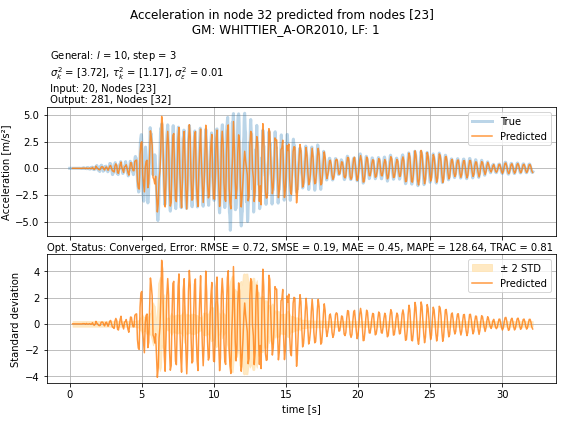 Acceleration in node 32 predicted from nodes [23]
GM: WHITTIER_A-OR2010, LF: 1
General: l = 10, step = 3
σ²ₖ = [3.72], τ²ₖ = [1.17], σ²ᵣ = 0.01
Input: 20, Nodes [23]
Output: 281, Nodes [32]
5.0
2.5
0.0
−2.5
−5.0
Acceleration [m/s²]
True
Predicted
Opt. Status: Converged, Error: RMSE = 0.72, SMSE = 0.19, MAE = 0.45, MAPE = 128.64, TRAC = 0.81
4
2
0
−2
−4
Standard deviation
± 2 STD
Predicted
0 5 10 15 20 25 30
time [s]